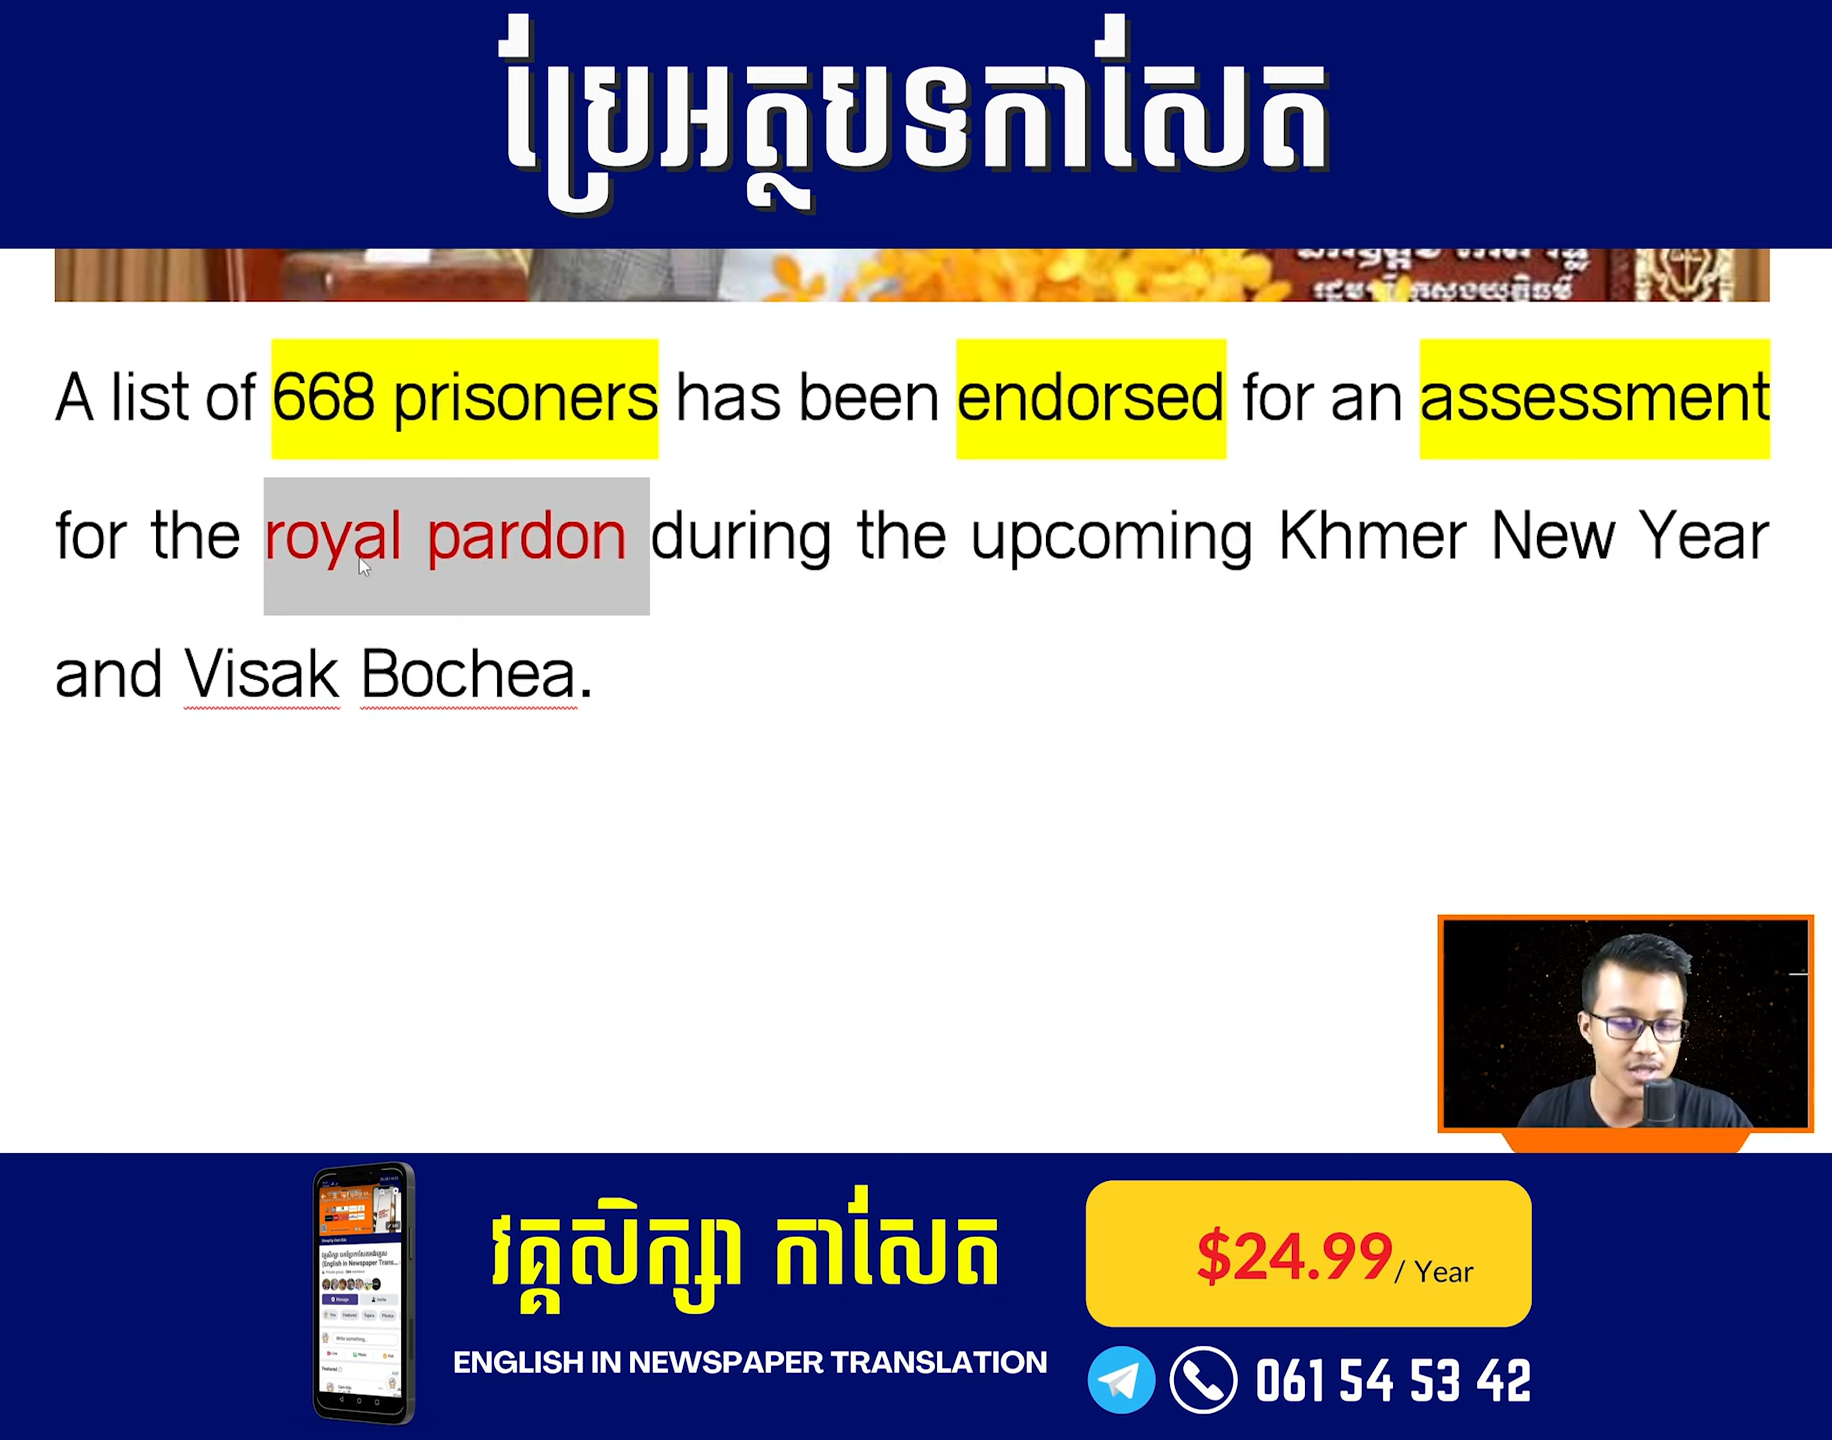 ប្រែអត្ថបទកាសែត
A list of 668 prisoners has been endorsed for an assessment
for the royal pardon during the upcoming Khmer New Year
and Visak Bochea.
វគ្គសិក្សា កាសែត
ENGLISH IN NEWSPAPER TRANSLATION
$24.99/ Year
061 54 53 42